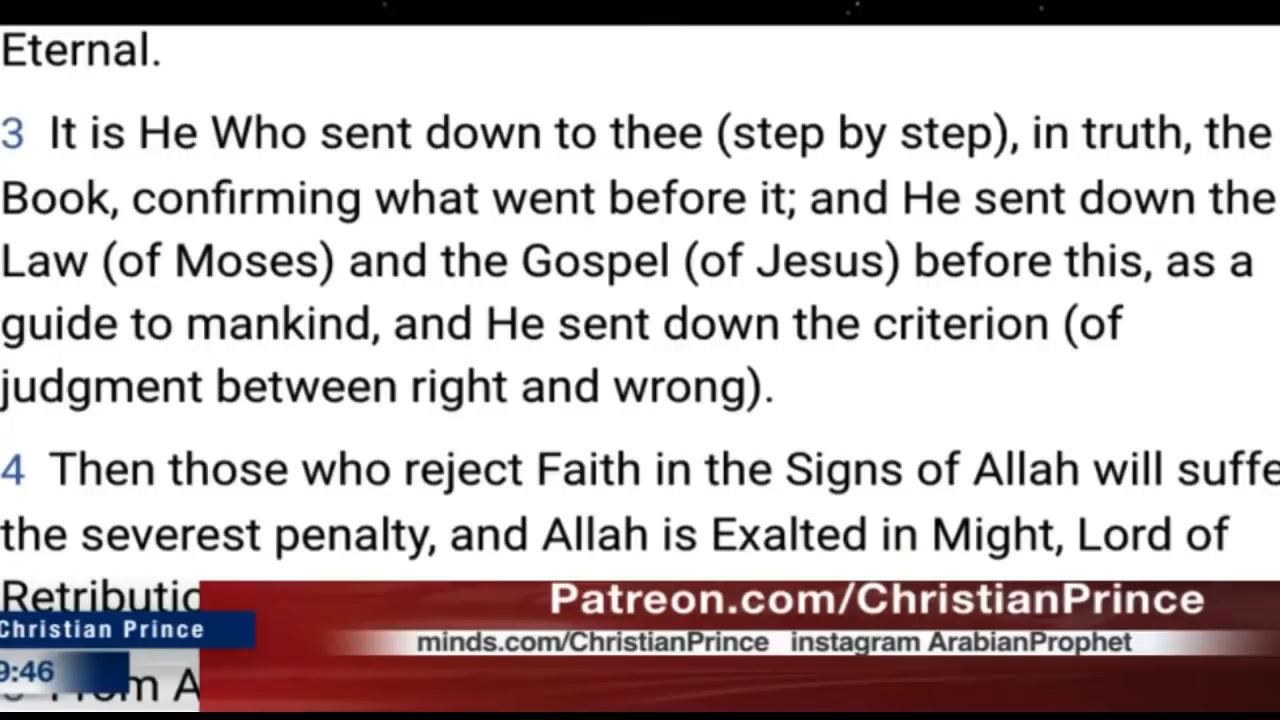 Eternal.
3 It is He Who sent down to thee (step by step), in truth, the
Book, confirming what went before it; and He sent down the
Law (of Moses) and the Gospel (of Jesus) before this, as a
guide to mankind, and He sent down the criterion (of
judgment between right and wrong).
4 Then those who reject Faith in the Signs of Allah will suffe
the severest penalty, and Allah is Exalted in Might, Lord of
Retributio
Patreon.com/ChristianPrince
Christian Prince
minds.com/ChristianPrince instagram ArabianProphet
9:46
A